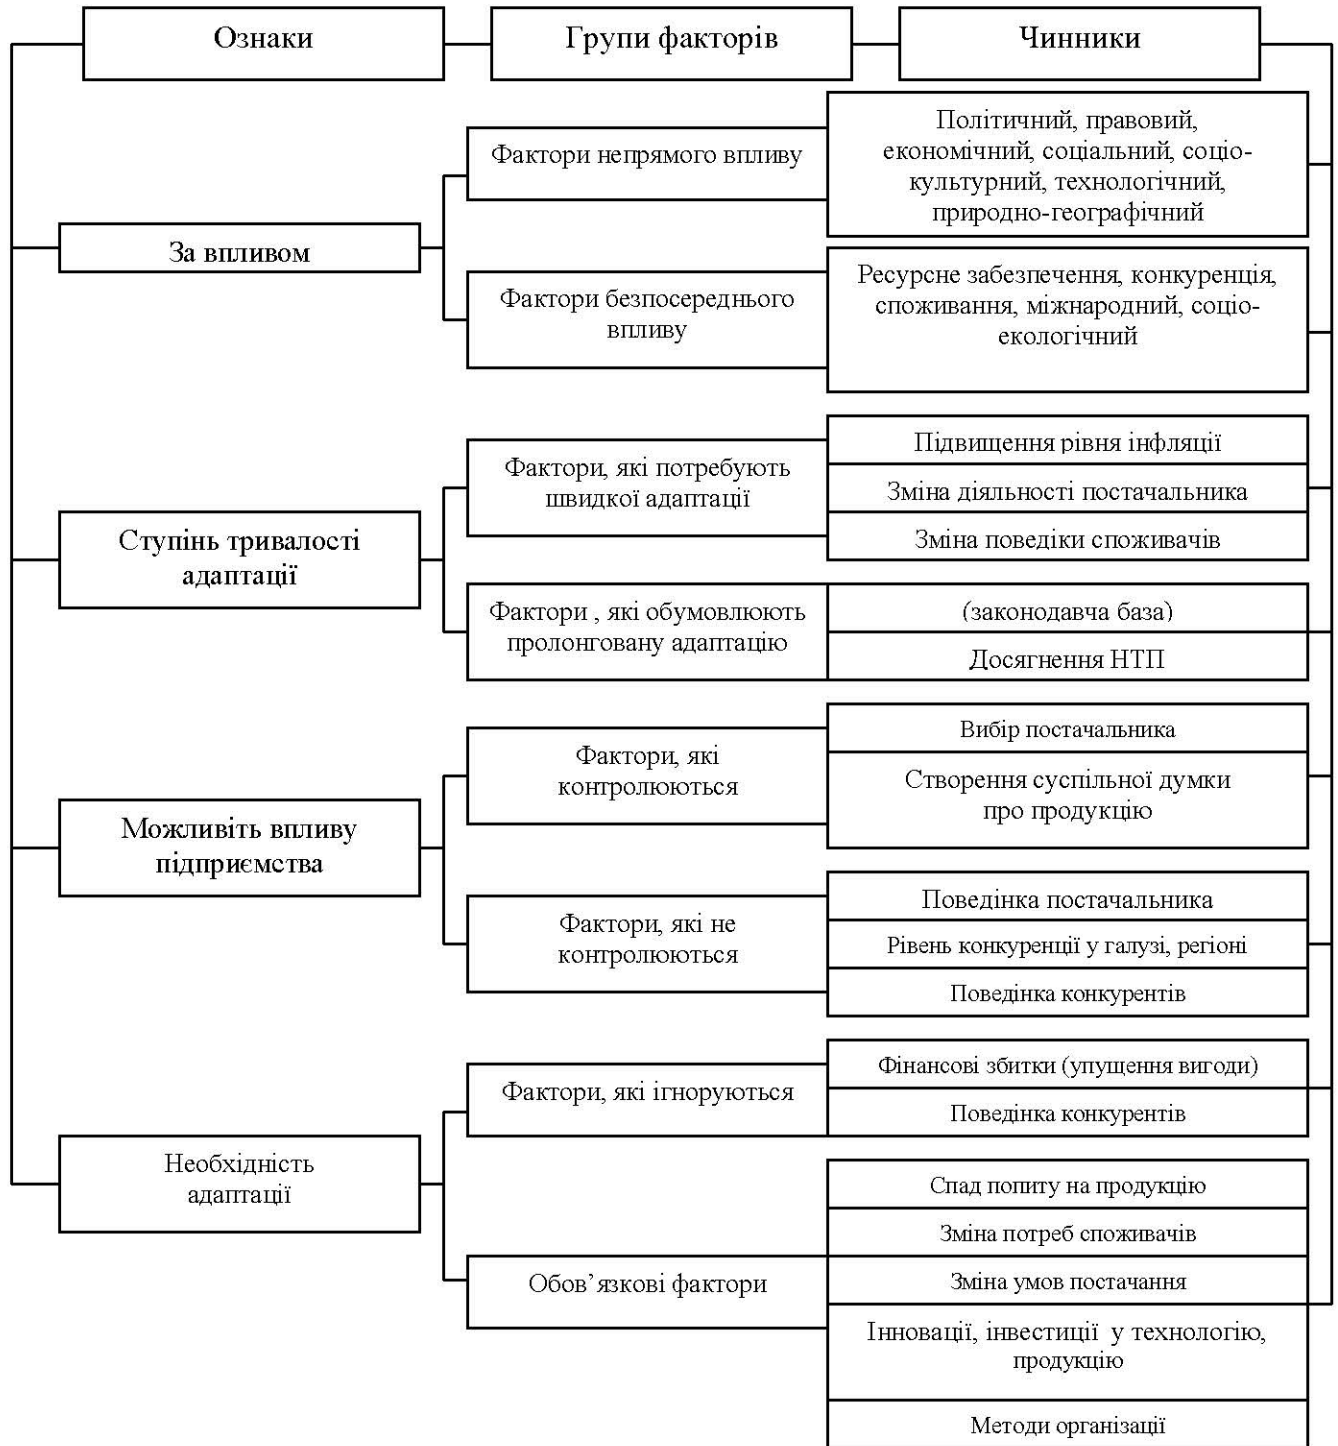 Ознаки
Групи факторів
Чинники
За впливом
Фактори непрямого впливу
Політичний, правовий,
економічний, соціальний, соціо-
культурний, технологічний,
природно-географічний
Фактори безпосереднього
впливу
Ресурсне забезпечення, конкуренція,
споживання, міжнародний, соціо-
екологічний
Ступінь тривалості
адаптації
Фактори, які потребують
швидкої адаптації
Підвищення рівня інфляції
Зміна діяльності постачальника
Зміна поведіки споживачів
Фактори , які обумовлюють
пролонговану адаптацію
(законодавча база)
Досягнення НТП
Можливіть впливу
підприємства
Фактори, які
контролюються
Вибір постачальника
Створення суспільної думки
про продукцію
Фактори, які не
контролюються
Поведінка постачальника
Рівень конкуренції у галузі, регіоні
Поведінка конкурентів
Необхідність
адаптації
Фактори, які ігноруються
Фінансові збитки (упущення вигоди)
Поведінка конкурентів
Обов’язкові фактори
Спад попиту на продукцію
Зміна потреб споживачів
Зміна умов постачання
Інновації, інвестиції у технологію,
продукцію
Методи організації